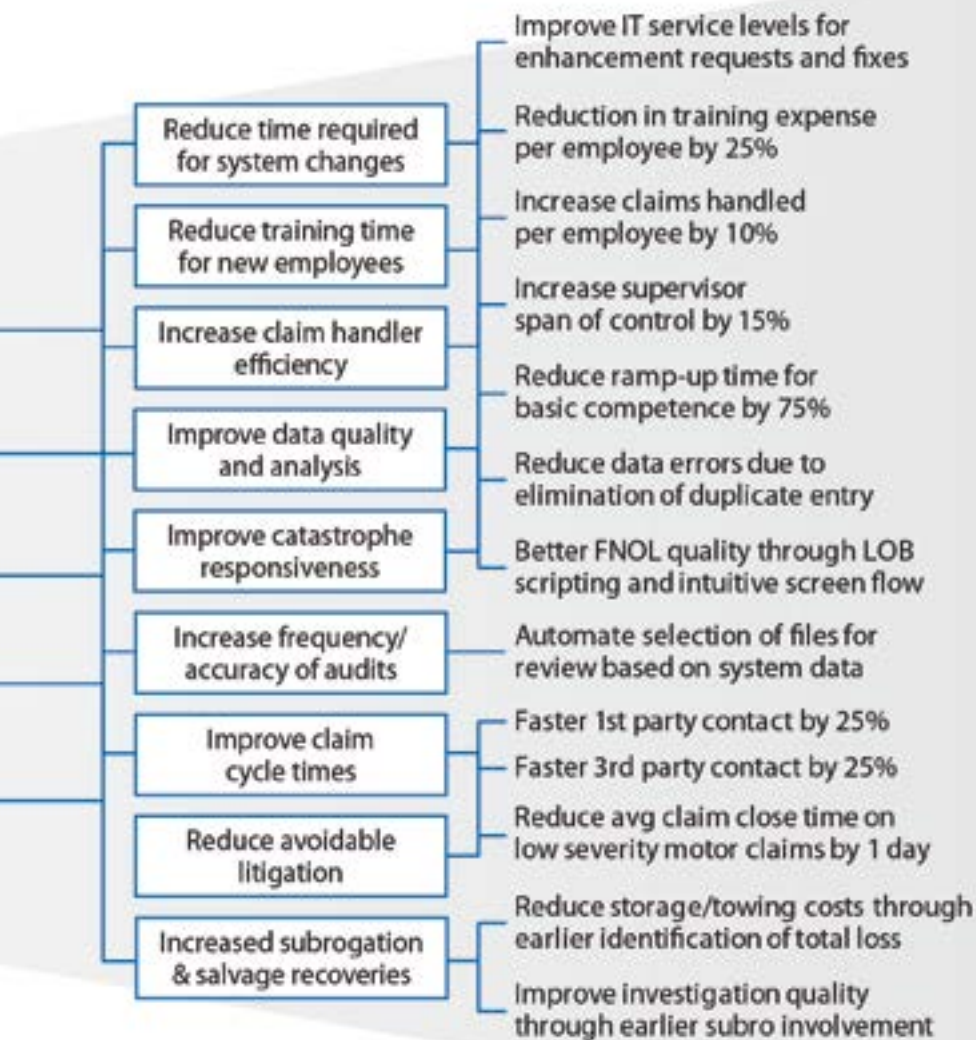 Reduce time required
for system changes
Reduce training time
for new employees
Increase claim handler
efficiency
Improve data quality
and analysis
Improve catastrophe
responsiveness
Increase frequency/
accuracy of audits
Improve claim
cycle times
Reduce avoidable
litigation
Increased subrogation
& salvage recoveries
Improve IT service levels for
enhancement requests and fixes
Reduction in training expense
per employee by 25%
Increase claims handled
per employee by 10%
Increase supervisor
span of control by 15%
Reduce ramp-up time for
basic competence by 75%
Reduce data errors due to
elimination of duplicate entry
Better FNOL quality through LOB
scripting and intuitive screen flow
Automate selection of files for
review based on system data
Faster 1st party contact by 25%
Faster 3rd party contact by 25%
Reduce avg claim close time on
low severity motor claims by 1 day
Reduce storage/towing costs through
earlier identification of total loss
Improve investigation quality
through earlier subro involvement